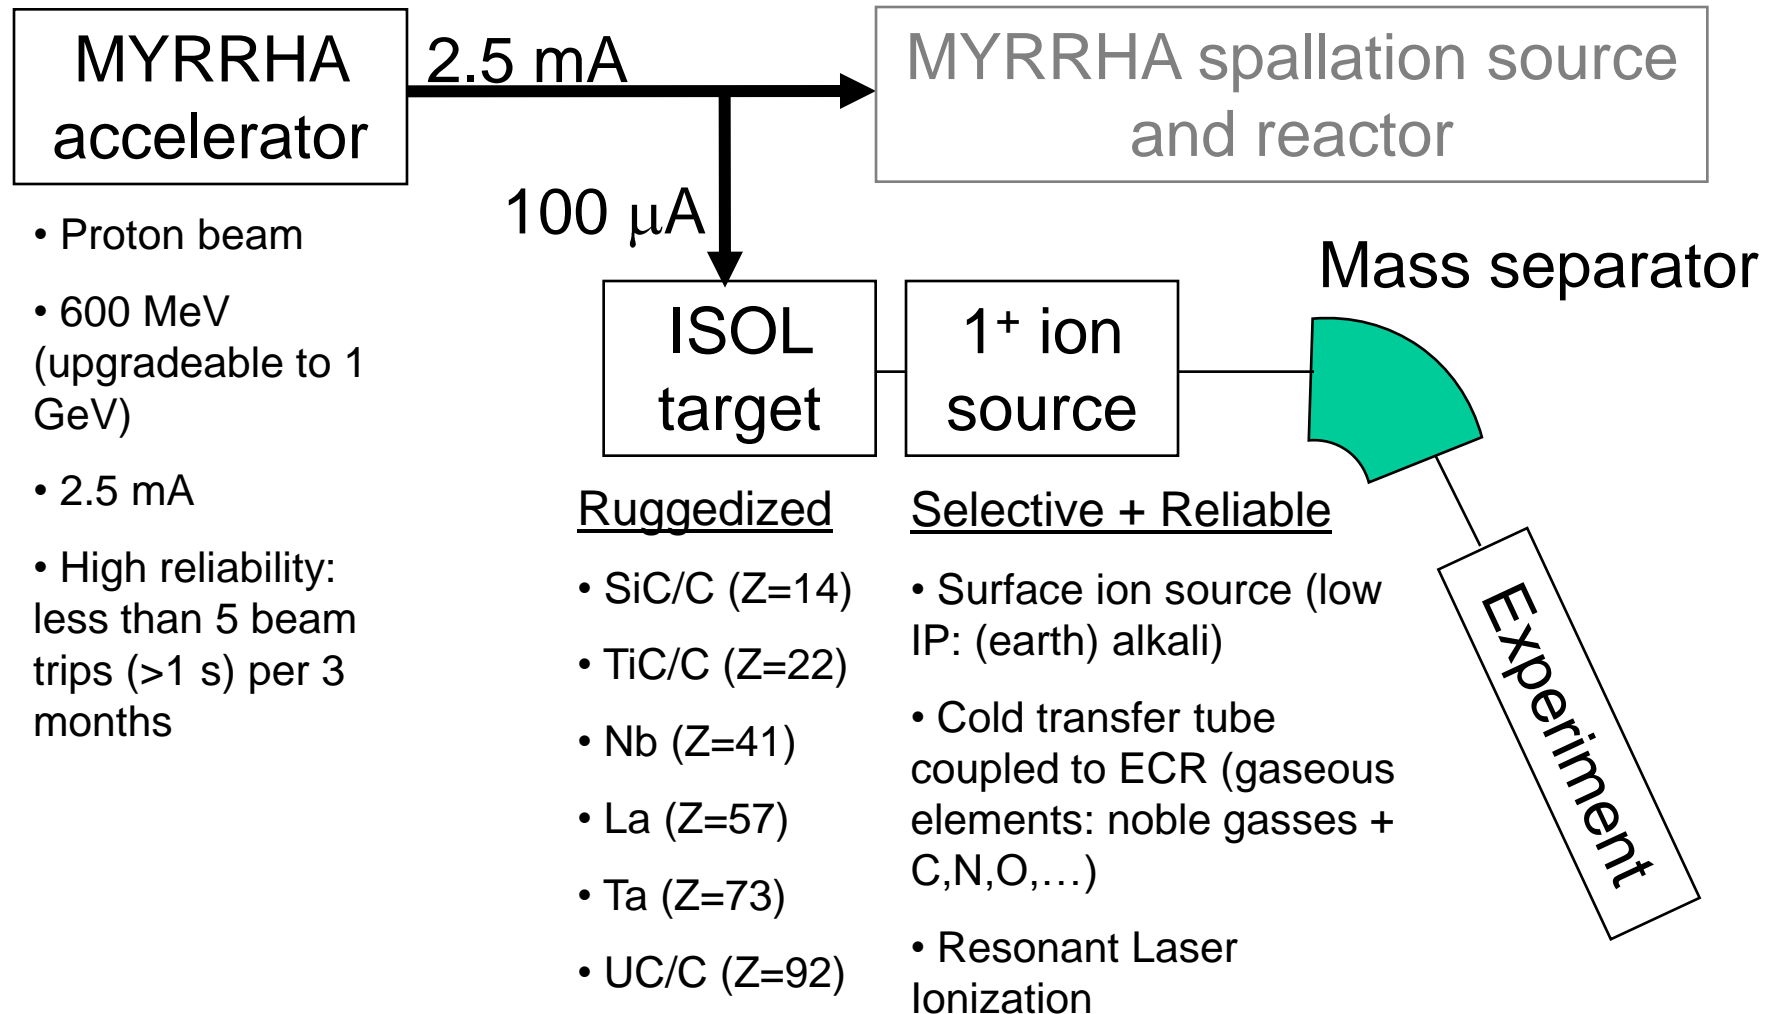 MYRRHA
accelerator
2.5 mA
MYRRHA spallation source
and reactor
100 μA
• Proton beam
• 600 MeV
(upgradeable to 1
GeV)
• 2.5 mA
• High reliability:
less than 5 beam
trips (>1 s) per 3
months
ISOL
target
1⁺ ion
source
Mass separator
Ruggedized
• SiC/C (Z=14)
• TiC/C (Z=22)
• Nb (Z=41)
• La (Z=57)
• Ta (Z=73)
• UC/C (Z=92)
Selective + Reliable
• Surface ion source (low
IP: (earth) alkali)
• Cold transfer tube
coupled to ECR (gaseous
elements: noble gasses +
C,N,O,…)
• Resonant Laser
Ionization
Experiment